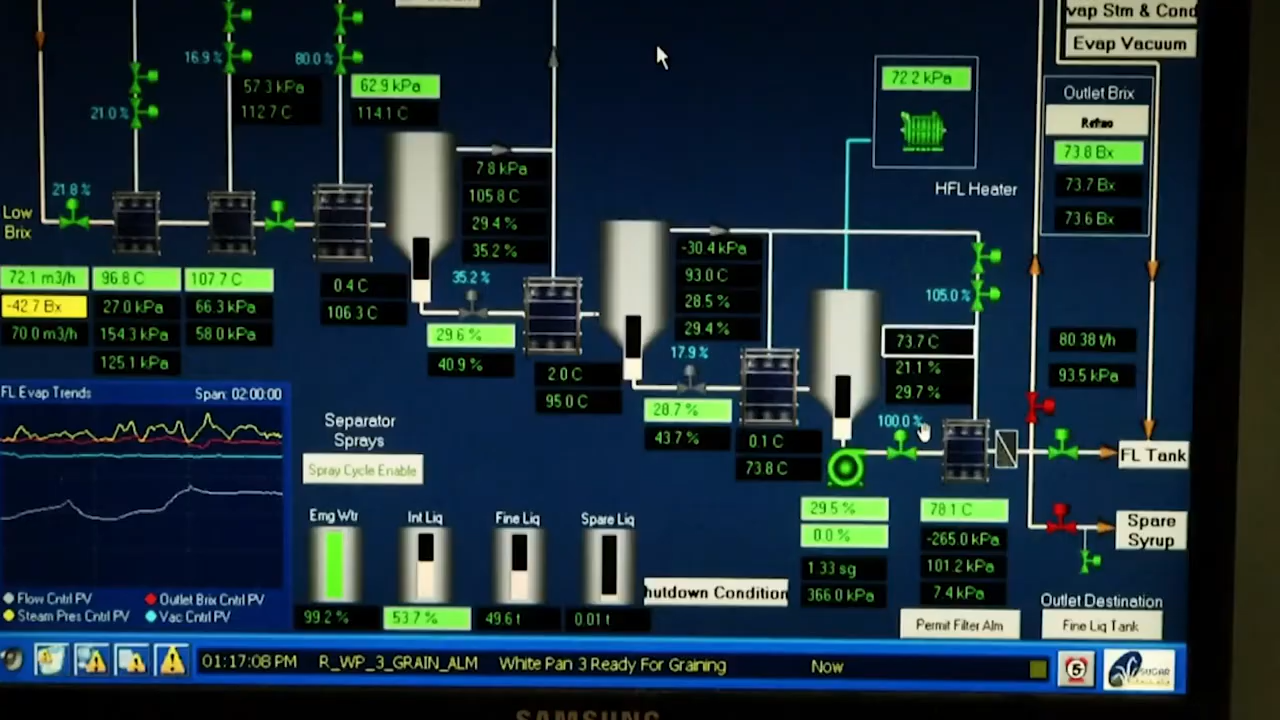 Evap Vacuum
16.9 %
80.0 %
21.0 %
57.3 kPa
112.7 C
62.9 kPa
114.1 C
72.2 kPa
HFL Heater
Outlet Brix
73.8 Bx
73.7 Bx
73.6 Bx
21.8 %
Low
Brix
72.1 m3/h
-42.7 Bx
70.0 m3/h
96.8 C
27.0 kPa
154.3 kPa
125.1 kPa
107.7 C
66.3 kPa
58.0 kPa
0.4 C
106.3 C
7.8 kPa
105.8 C
29.4 %
35.2 %
35.2 %
29.6 %
40.9 %
2.0 C
95.0 C
-30.4 kPa
93.0 C
28.5 %
29.4 %
17.9 %
28.7 %
43.7 %
0.1 C
73.8 C
105.0 %
73.7 C
21.1 %
29.7 %
100.0 %
80.38 t/h
93.5 kPa
FL Tank
Spare
Syrup
29.5 %
0.0 %
1.33 sg
366.0 kPa
78.1 C
-265.0 kPa
101.2 kPa
7.4 kPa
Permit Filter Alm
Outlet Destination
Fine Liq Tank
FL Evap Trends
Span: 02:00:00
Flow Cntrl PV
Outlet Brix Cntrl PV
Steam Pres Cntrl PV
Vac Cntrl PV
Separator
Sprays
Spray Cycle Enable
Emg Wtr
Int Liq
Fine Liq
Spare Liq
99.2 %
53.7 %
49.6 t
0.01 t
hutdown Condition
01:17:08 PM
R_WP_3_GRAIN_ALM
White Pan 3 Ready For Graining
Now
SUGAR
SAMSUNG